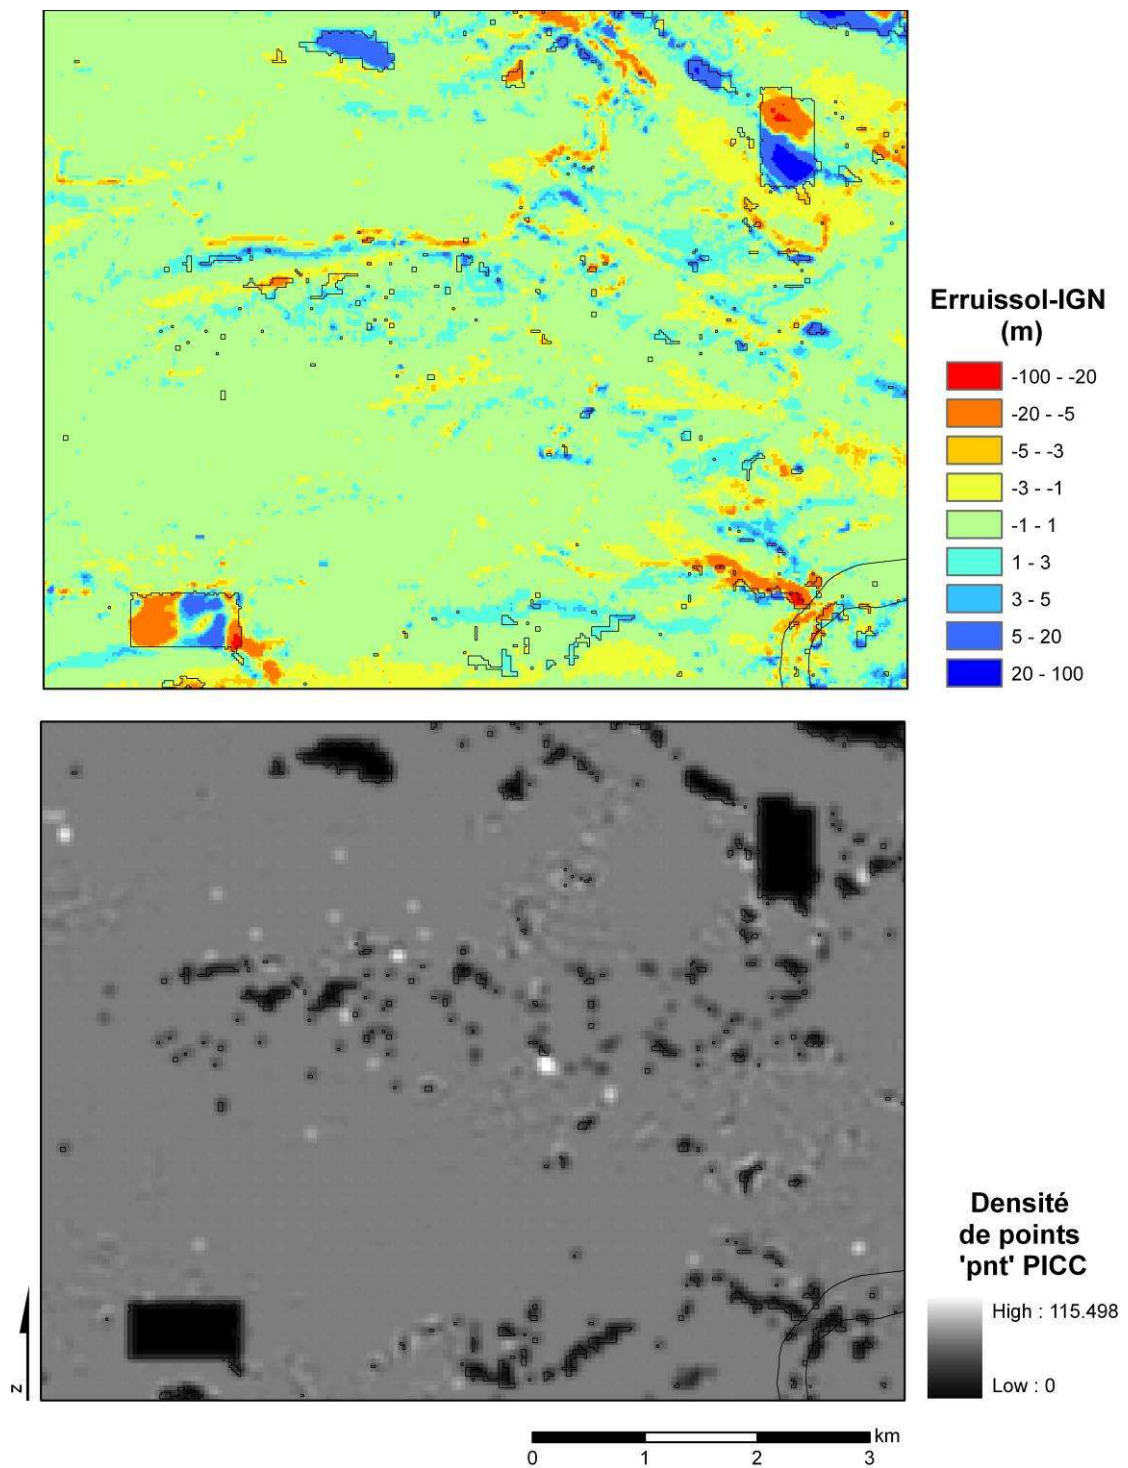 Erruissol-IGN
(m)
-100 - -20
-20 - -5
-5 - -3
-3 - -1
-1 - 1
1 - 3
3 - 5
5 - 20
20 - 100
Densité
de points
'pnt' PICC
High : 115.498
Low : 0
z
km
0 1 2 3